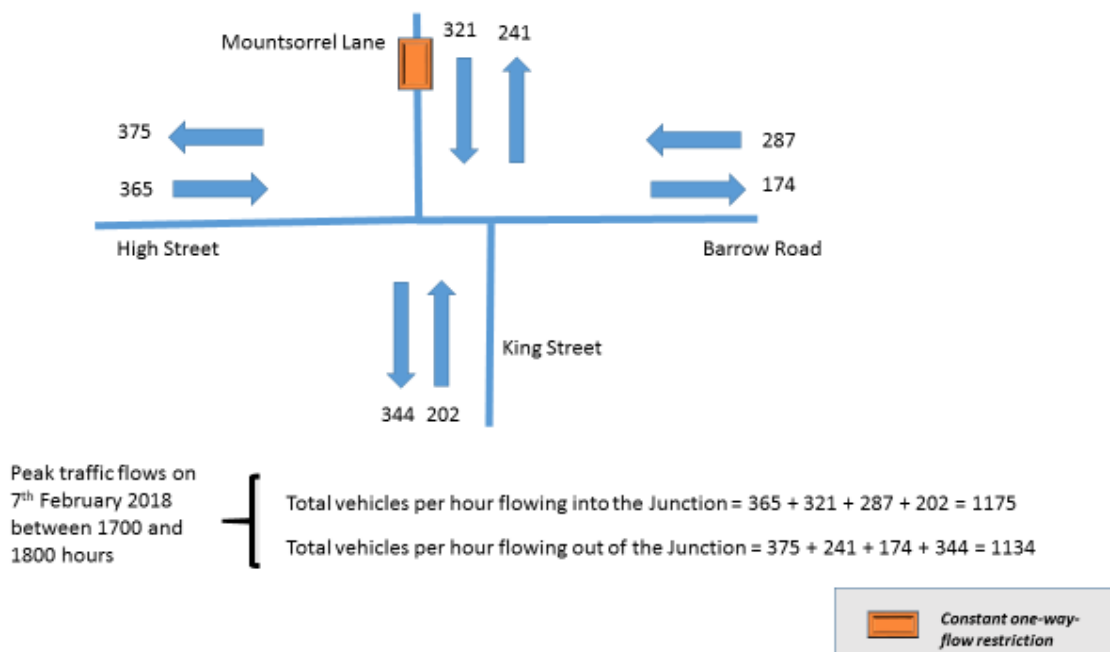 321
241
Mountsorrel Lane
375
287
365
174
High Street
Barrow Road
King Street
344
202
Peak traffic flows on
7th February 2018
between 1700 and
1800 hours
Total vehicles per hour flowing into the Junction = 365 + 321 + 287 + 202 = 1175
Total vehicles per hour flowing out of the Junction = 375 + 241 + 174 + 344 = 1134
Constant one-way-
flow restriction